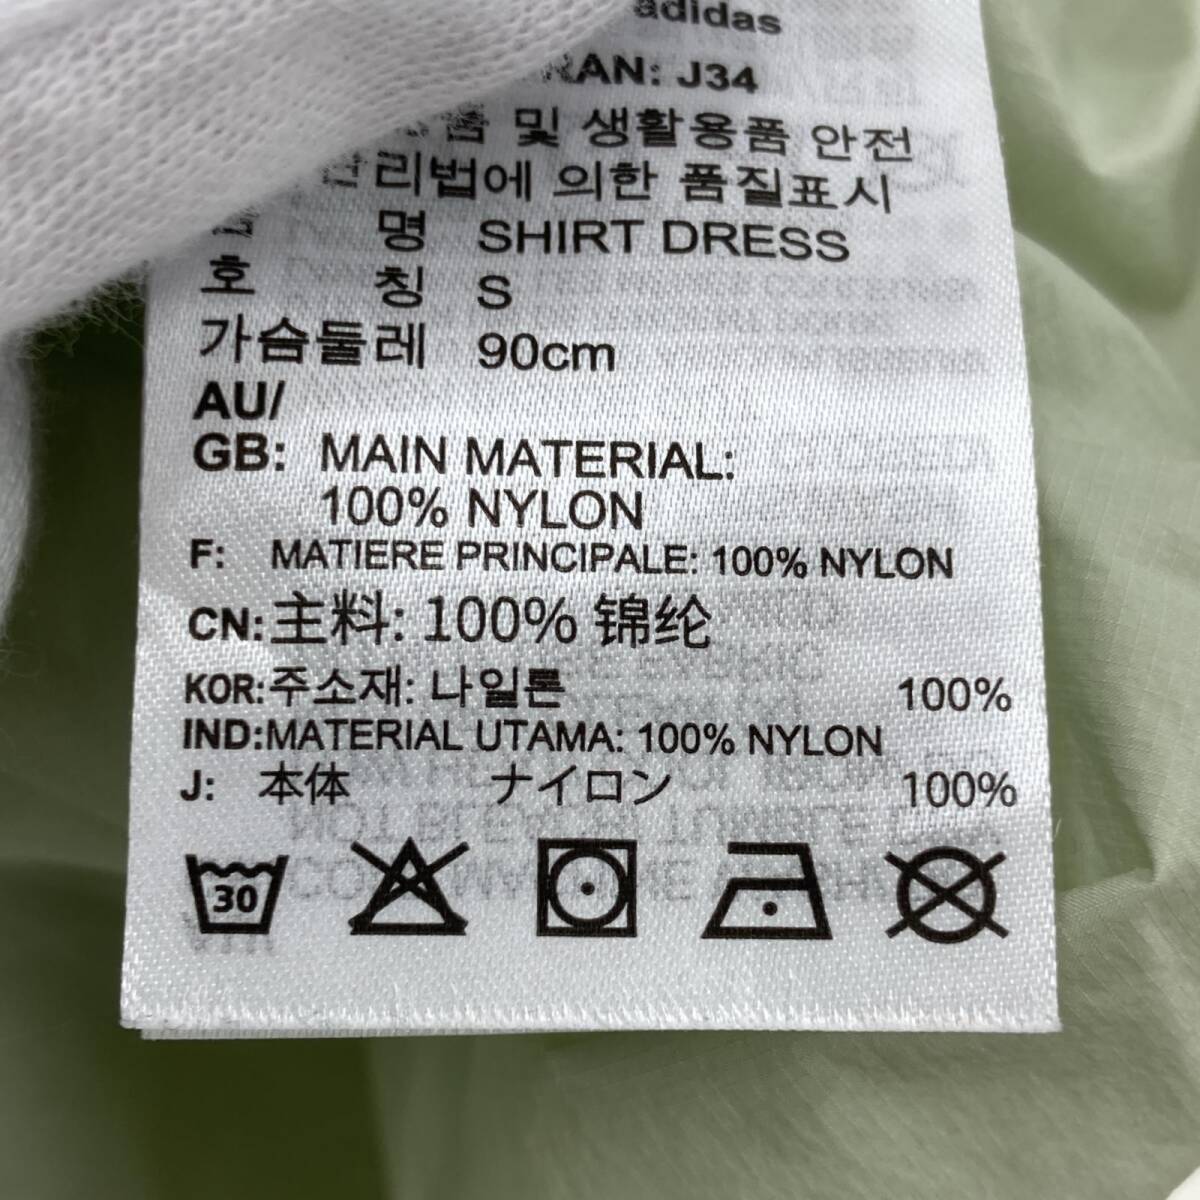 adidas
RAN: J34
품 및 생활용품 안전
관리법에 의한 품질표시
명 SHIRT DRESS
호 칭 S
가슴둘레 90cm
AU/
GB: MAIN MATERIAL:
100% NYLON
F: MATIERE PRINCIPALE: 100% NYLON
CN: 主料: 100% 锦纶
KOR: 주소재: 나일론 100%
IND: MATERIAL UTAMA: 100% NYLON
J: 本体 ナイロン 100%
30